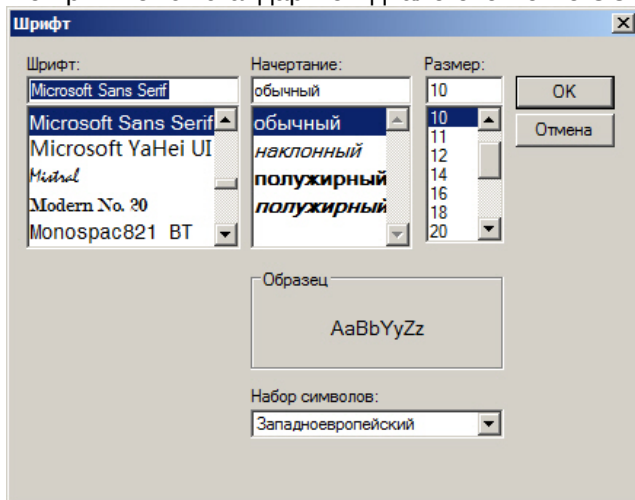 Шрифт
Шрифт:
Начертание:
Размер:
Microsoft Sans Serif
обычный
10
OK
Отмена
Microsoft Sans Serif
Microsoft YaHei UI
Mistral
Modern No. 20
Monospac821 BT
обычный
наклонный
полужирный
полужирный
10
11
12
14
16
18
20
Образец
AaBbYyZz
Набор символов:
Западноевропейский